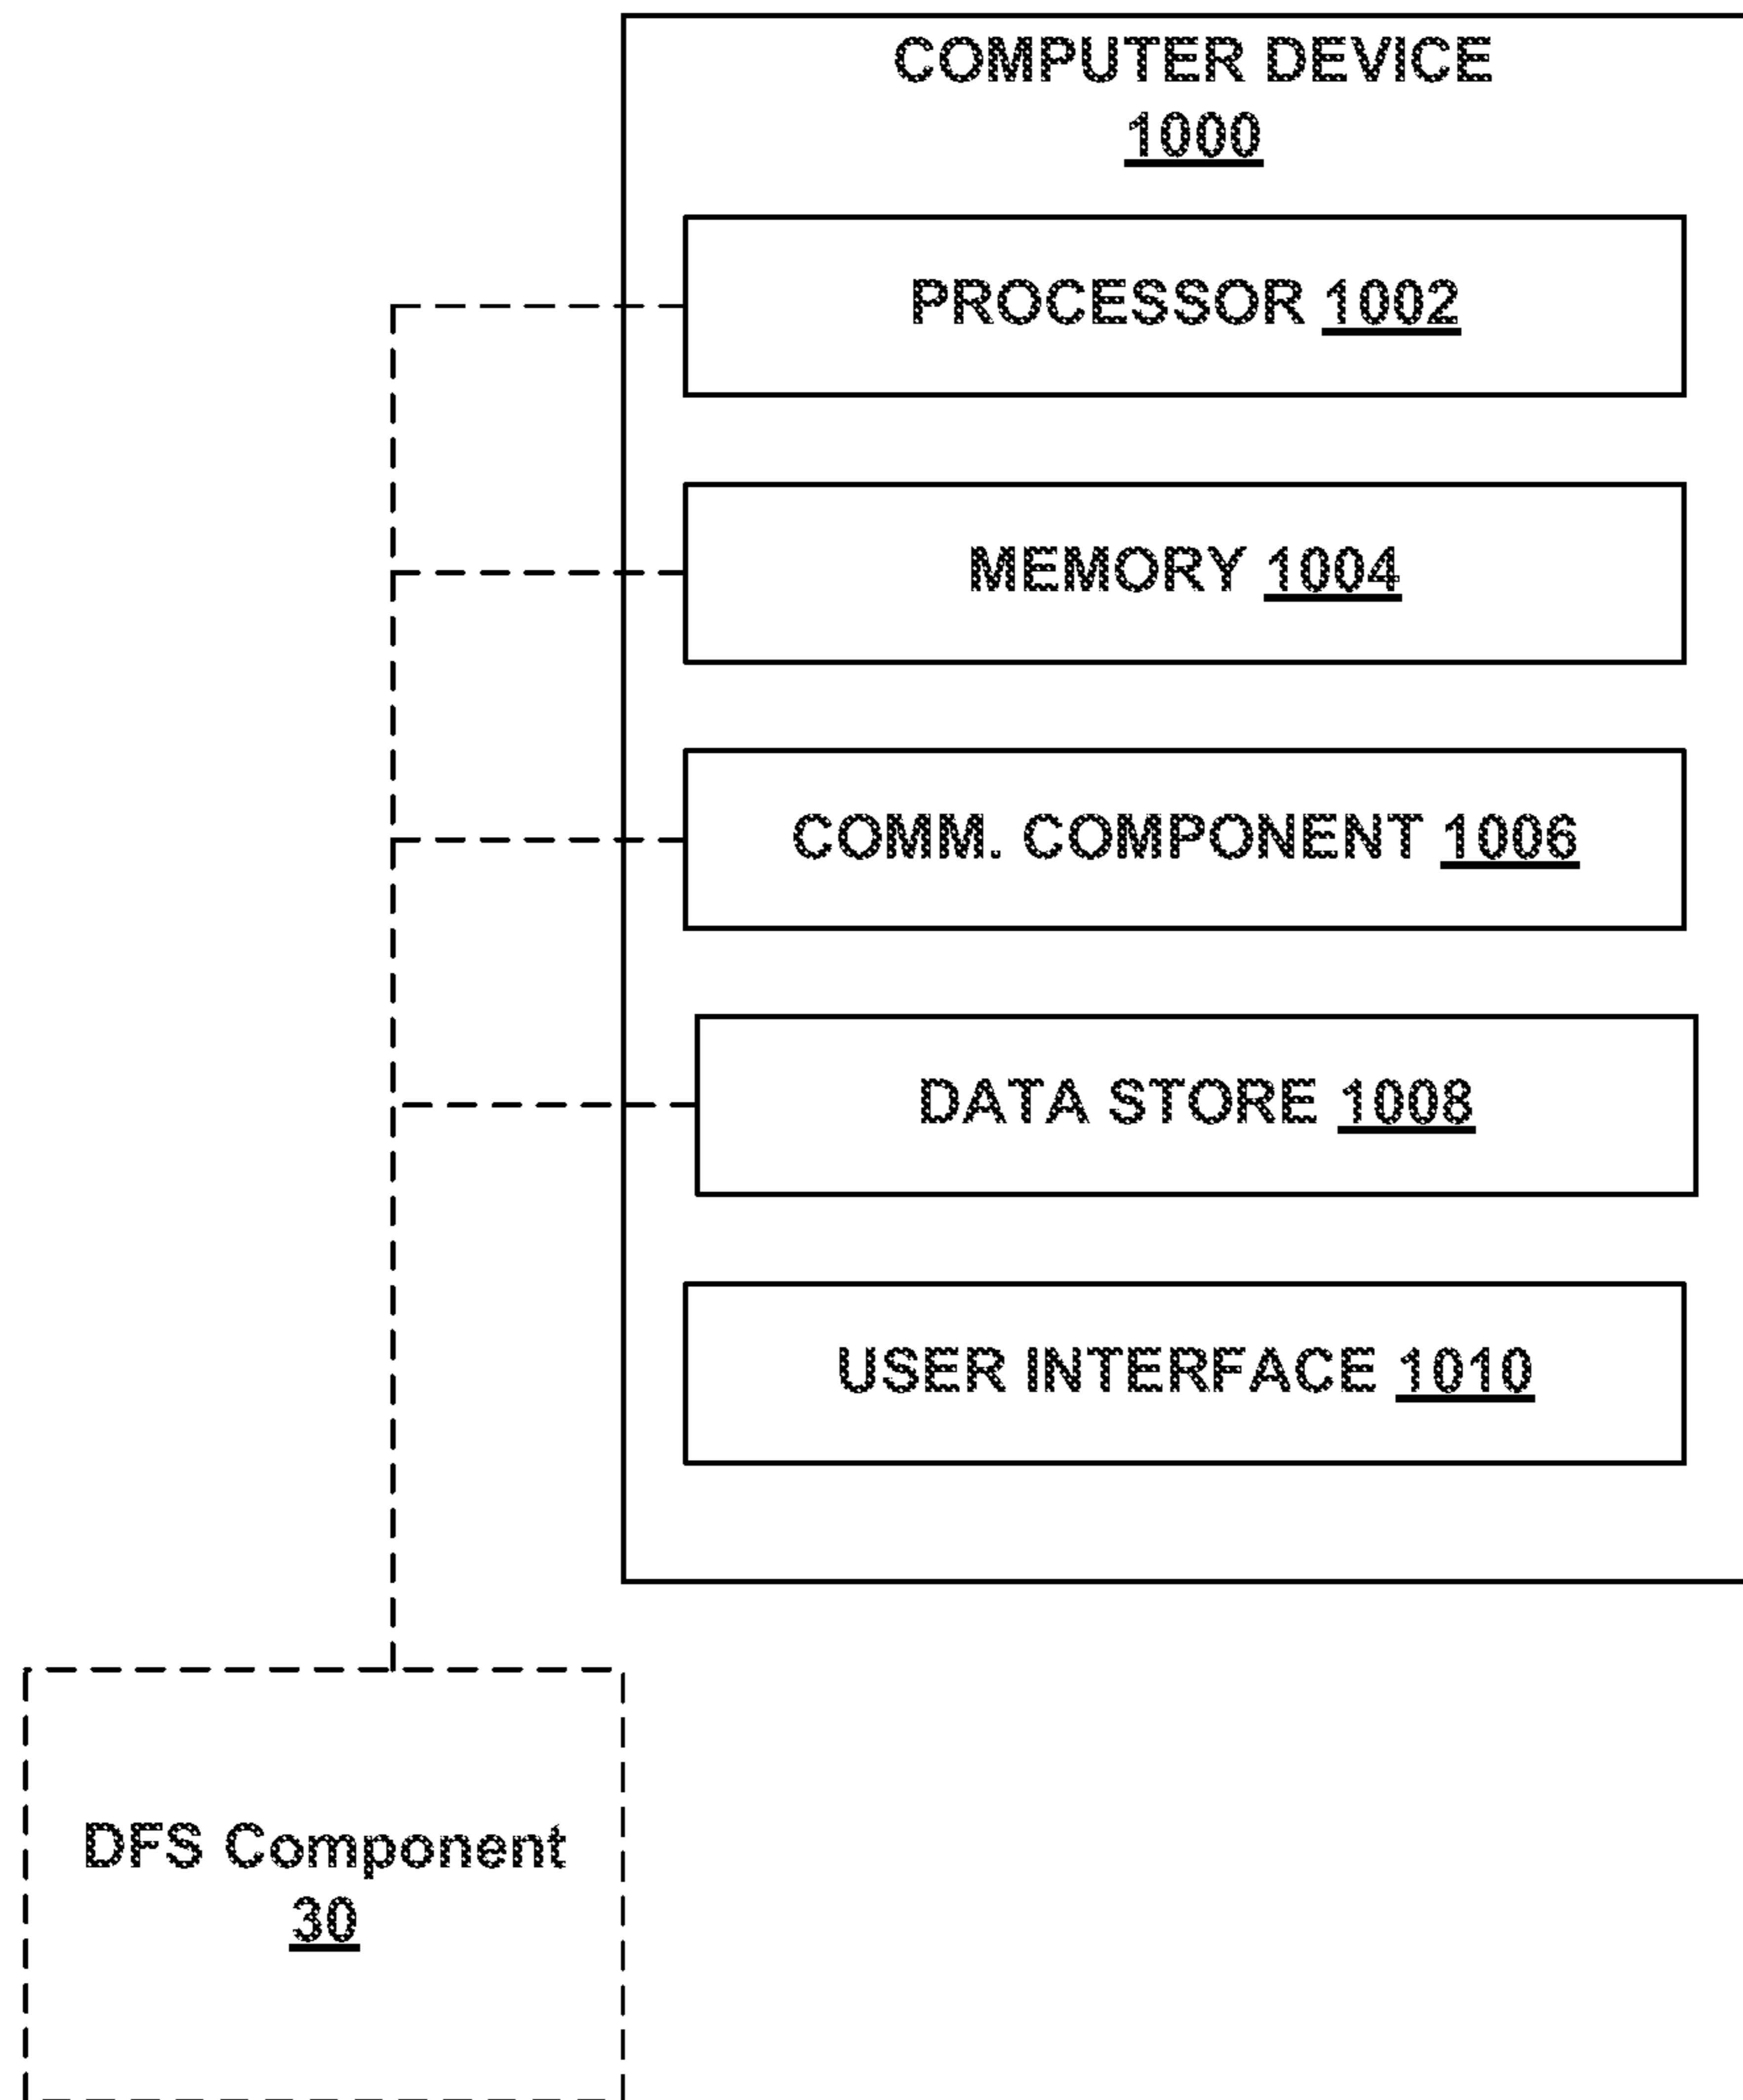 COMPUTER DEVICE
1000
PROCESSOR 1002
MEMORY 1004
COMM. COMPONENT 1006
DATA STORE 1008
USER INTERFACE 1010
DFS Component
30